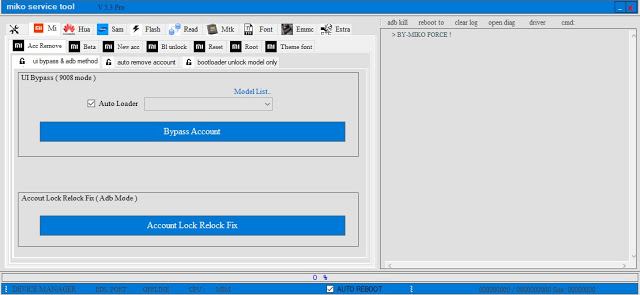 miko service tool V 5.3 Pro
Mi Hua Sam Flash Read Mtk Font Emmc Extra
Acc Remove Beta New acc Bl unlock Reset Root Theme font
ui bypass & adb method auto remove account bootloader unlock model only
UI Bypass ( 9008 mode )
Model List..
Auto Loader
Bypass Account
Accout Lock Relock Fix ( Adb Mode )
Account Lock Relock Fix
adb kill reboot to clear log open diag driver cmd:
> BY-MIKO FORCE !
0 %
DEVICE MANAGER EDL PORT OFFLINE CPU : MSM AUTO REBOOT